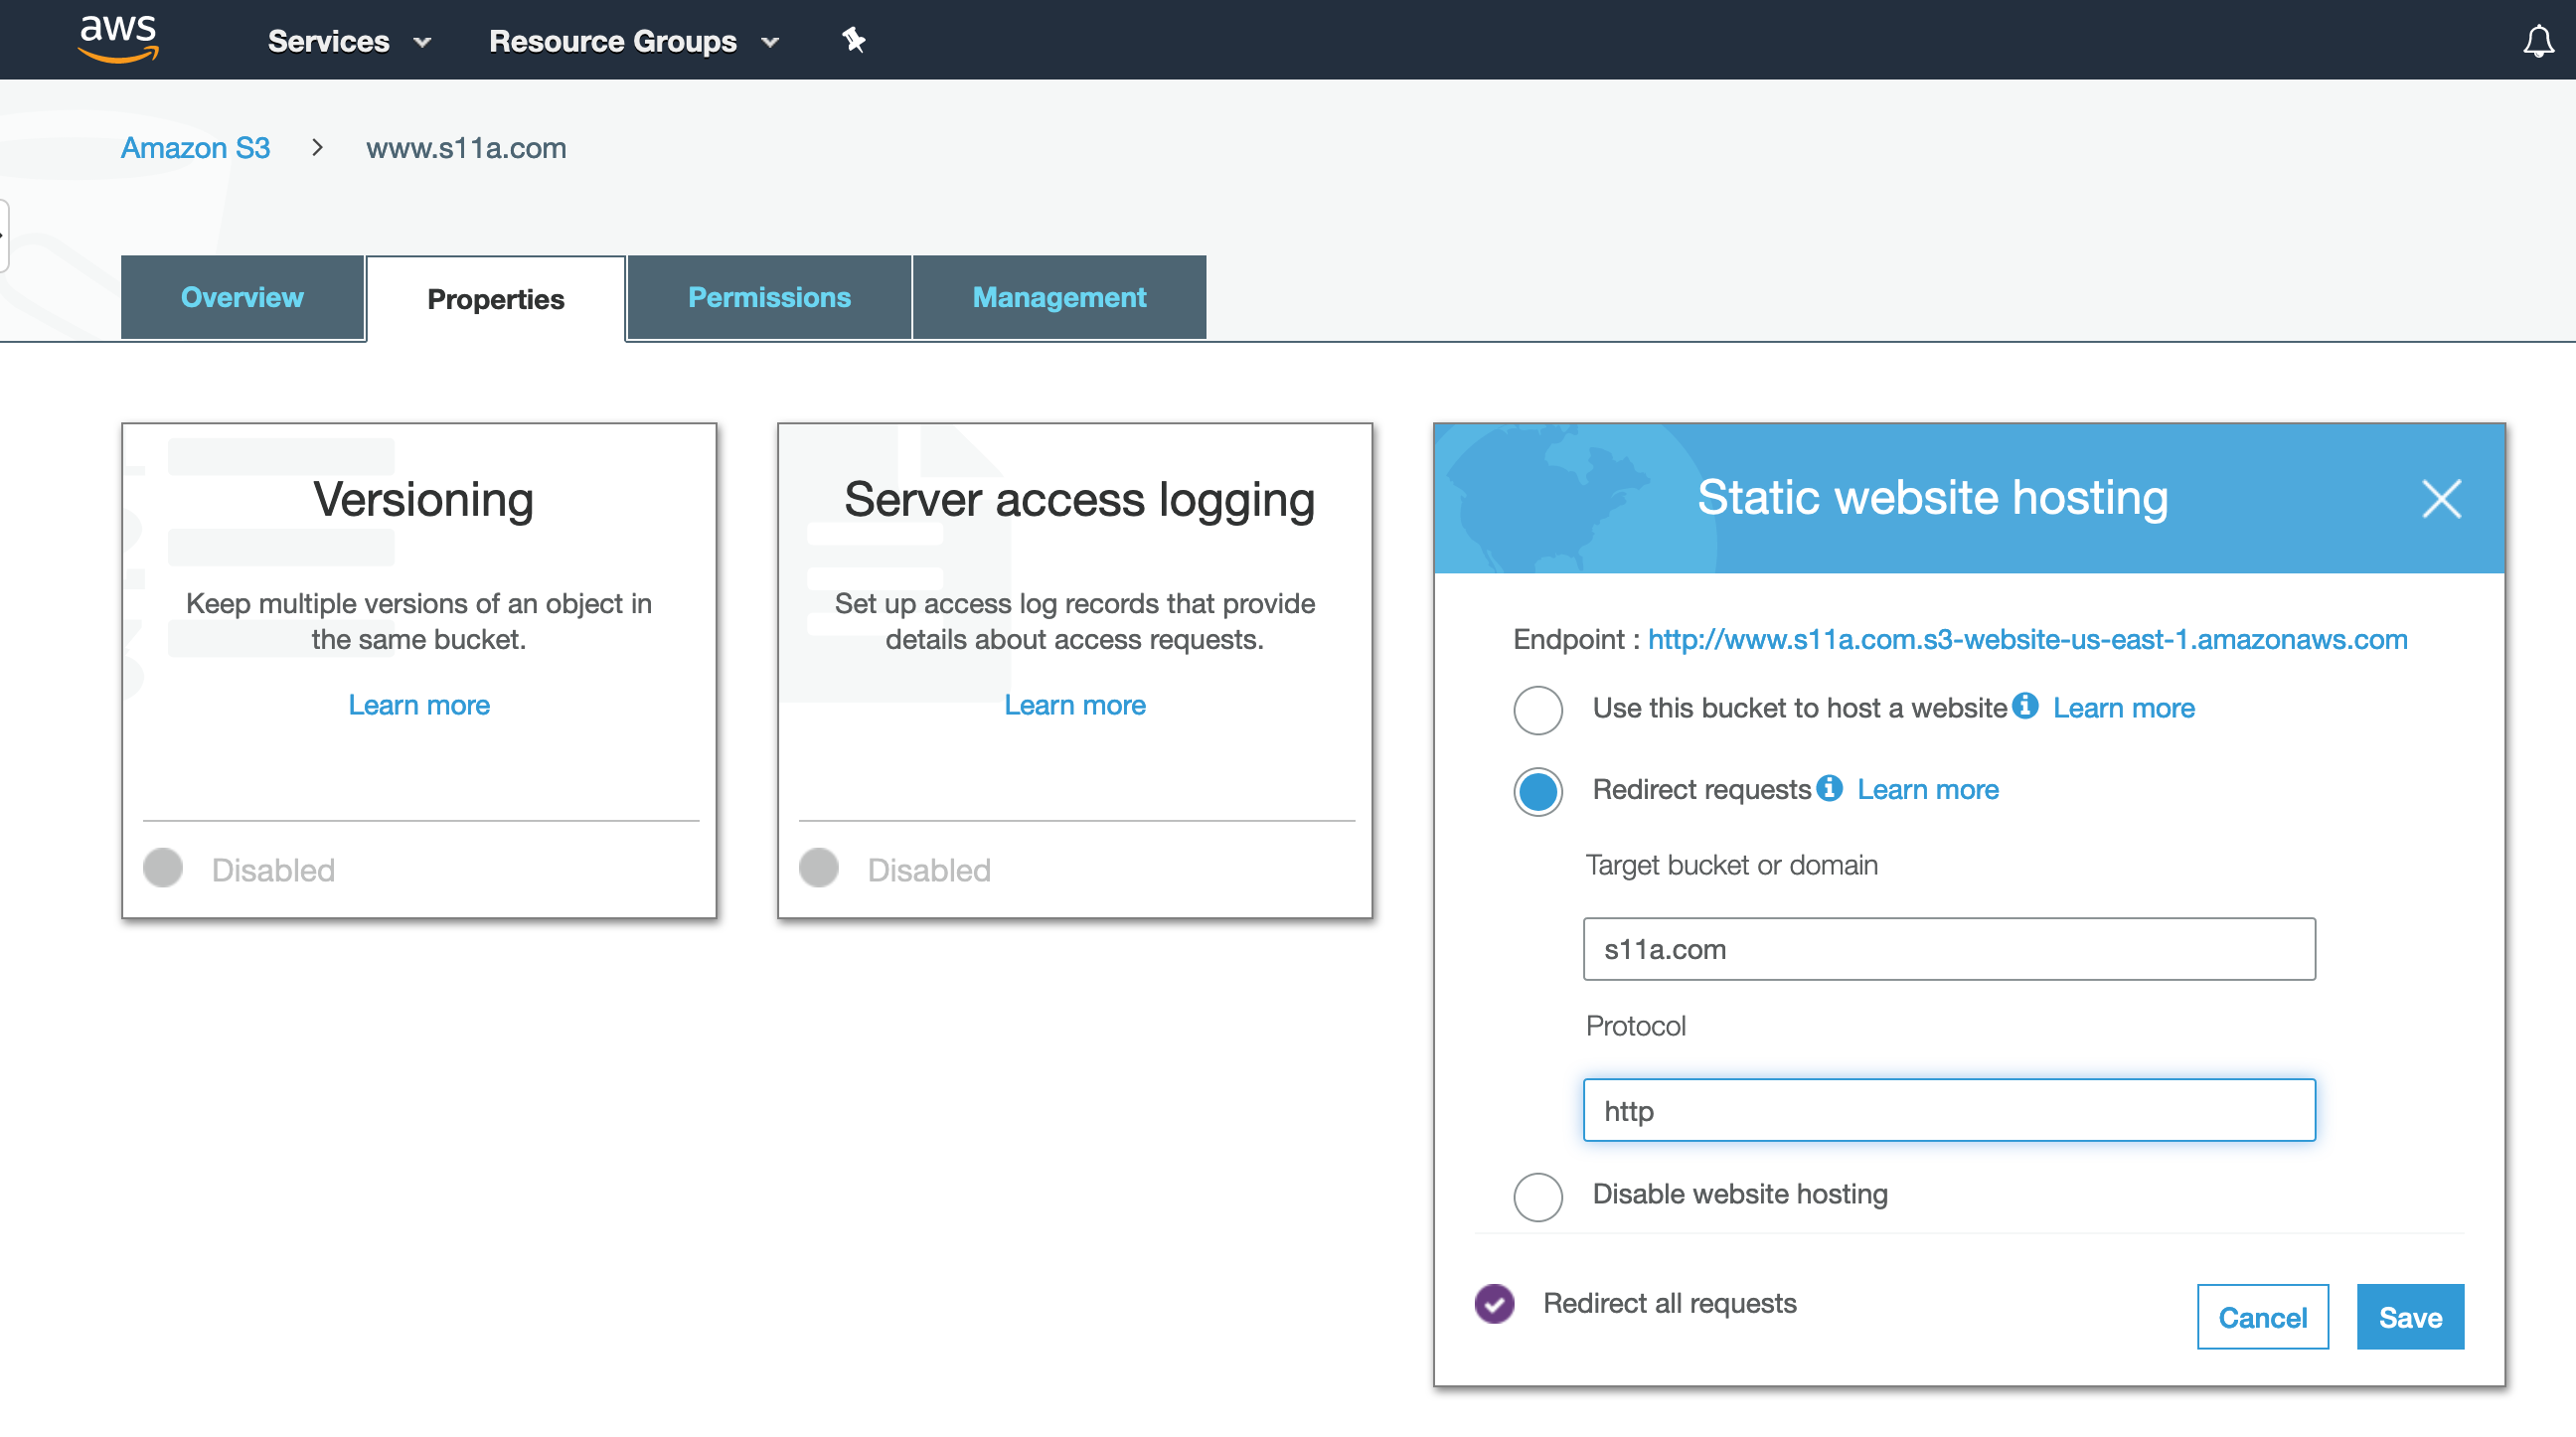 aws Services Resource Groups
Amazon S3 > www.s11a.com
Overview Properties Permissions Management
Versioning
Keep multiple versions of an object in
the same bucket.
Learn more
Disabled
Server access logging
Set up access log records that provide
details about access requests.
Learn more
Disabled
Static website hosting
Endpoint : http://www.s11a.com.s3-website-us-east-1.amazonaws.com
Use this bucket to host a website Learn more
Redirect requests Learn more
Target bucket or domain
s11a.com
Protocol
http
Disable website hosting
Redirect all requests
Cancel Save